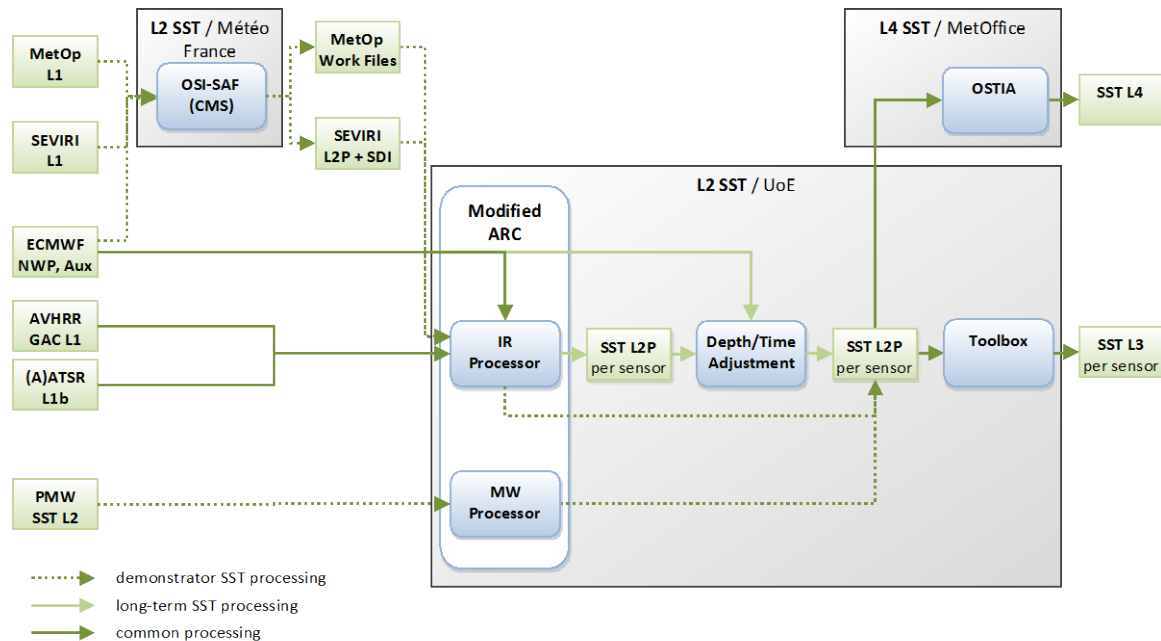 L2 SST / Météo
France
MetOp
L1
OSI-SAF
(CMS)
MetOp
Work Files
SEVIRI
L1
SEVIRI
L2P + SDI
L4 SST / MetOffice
OSTIA
SST L4
L2 SST / UoE
Modified
ARC
ECMWF
NWP, Aux
AVHRR
GAC L1
(A)ATSR
L1b
IR
Processor
SST L2P
per sensor
Depth/Time
Adjustment
SST L2P
per sensor
Toolbox
SST L3
per sensor
PMW
SST L2
MW
Processor
demonstrator SST processing
long-term SST processing
common processing